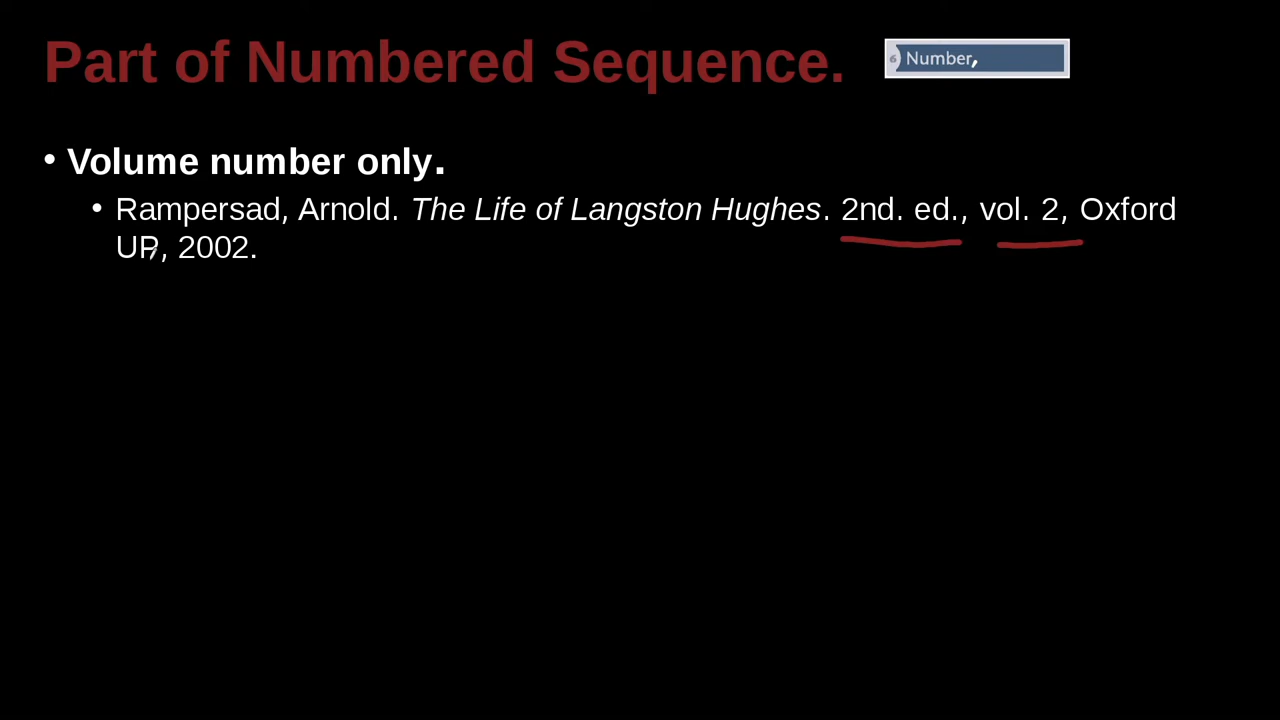 Part of Numbered Sequence.
6 Number,
• Volume number only.
• Rampersad, Arnold. The Life of Langston Hughes. 2nd. ed., vol. 2, Oxford
UP, 2002.